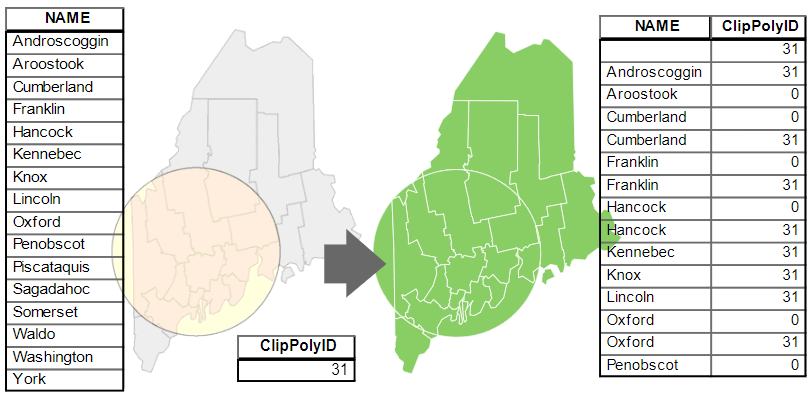 NAME
Androscoggin
Aroostook
Cumberland
Franklin
Hancock
Kennebec
Knox
Lincoln
Oxford
Penobscot
Piscataquis
Sagadahoc
Somerset
Waldo
Washington
York
ClipPolyID
31
NAME ClipPolyID
31
Androscoggin 31
Aroostook 0
Cumberland 0
Cumberland 31
Franklin 0
Franklin 31
Hancock 0
Hancock 31
Kennebec 31
Knox 31
Lincoln 31
Oxford 0
Oxford 31
Penobscot 0